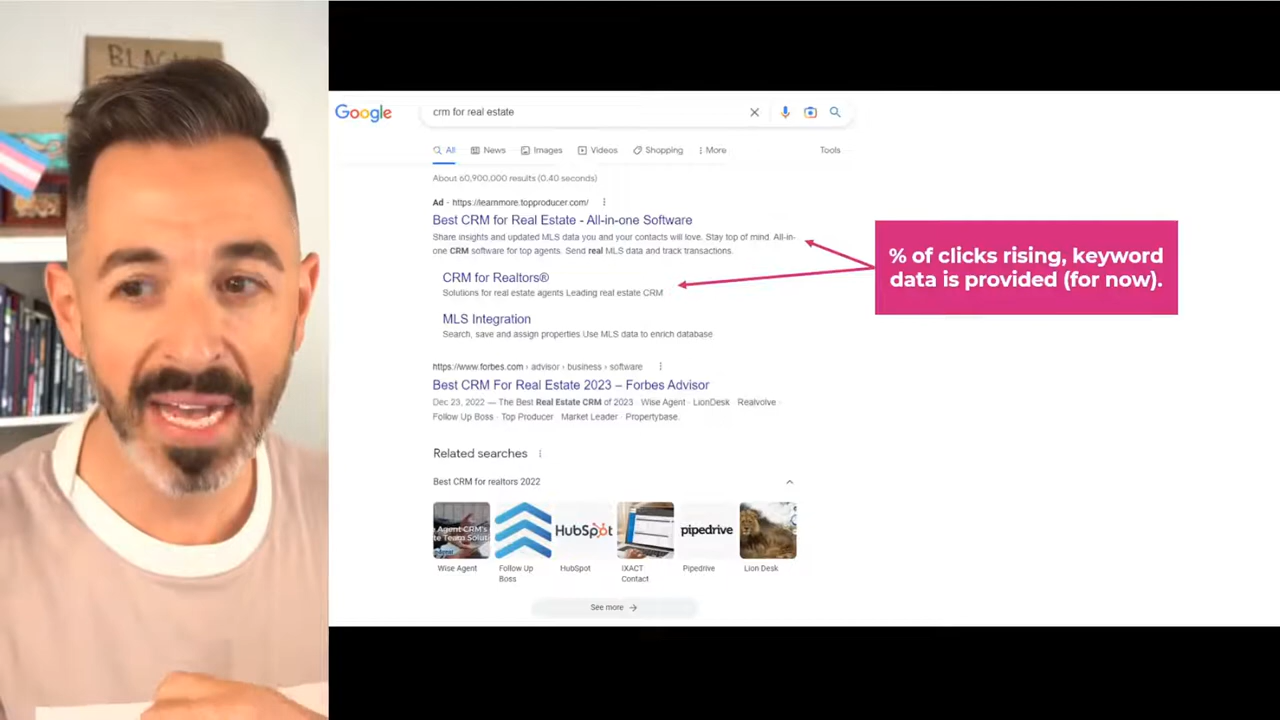 BLACK
Google
crm for real estate
All News Images Videos Shopping More Tools
About 60,900,000 results (0.40 seconds)
Ad · https://learnmore.topproducer.com/
Best CRM for Real Estate - All-in-one Software
Share insights and updated MLS data you and your contacts will love. Stay top of mind. All-in-
one CRM software for top agents. Send real MLS data and track transactions.
CRM for Realtors®
Solutions for real estate agents Leading real estate CRM
MLS Integration
Search, save and assign properties Use MLS data to enrich database
% of clicks rising, keyword
data is provided (for now).
https://www.forbes.com › advisor › business › software
Best CRM For Real Estate 2023 – Forbes Advisor
Dec 23, 2022 — The Best Real Estate CRM of 2023 · Wise Agent · LionDesk · Realvolve ·
Follow Up Boss · Top Producer · Market Leader · Propertybase.
Related searches
Best CRM for realtors 2022
Agent CRM's
te Team Solut
HubSpot
pipedrive
Wise Agent
Follow Up
Boss
HubSpot
IXACT
Contact
Pipedrive
Lion Desk
See more →